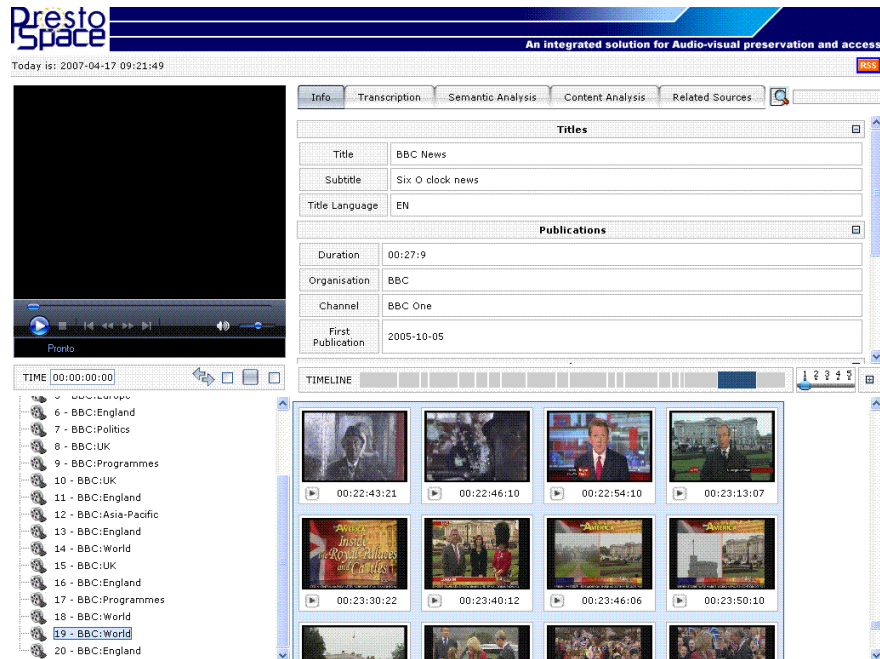 Presto
Space
An integrated solution for Audio-visual preservation and access
Today is: 2007-04-17 09:21:49
RSS
Info
Transcription
Semantic Analysis
Content Analysis
Related Sources
Titles
Title
BBC News
Subtitle
Six O clock news
Title Language
EN
Publications
Duration
00:27:9
Organisation
BBC
Channel
BBC One
First
Publication
2005-10-05
Pronto
TIME 00:00:00:00
TIMELINE
1 2 3 4 5
6 - BBC:England
7 - BBC:Politics
8 - BBC:UK
9 - BBC:Programmes
10 - BBC:UK
11 - BBC:England
12 - BBC:Asia-Pacific
13 - BBC:England
14 - BBC:World
15 - BBC:UK
16 - BBC:England
17 - BBC:Programmes
18 - BBC:World
19 - BBC:World
20 - BBC:England
00:22:43:21
00:22:46:10
00:22:54:10
00:23:13:07
AMERICA
Inside
the Royal Palaces
and Castles
AMERICA
AMERICA
00:23:30:22
00:23:40:12
00:23:46:06
00:23:50:10